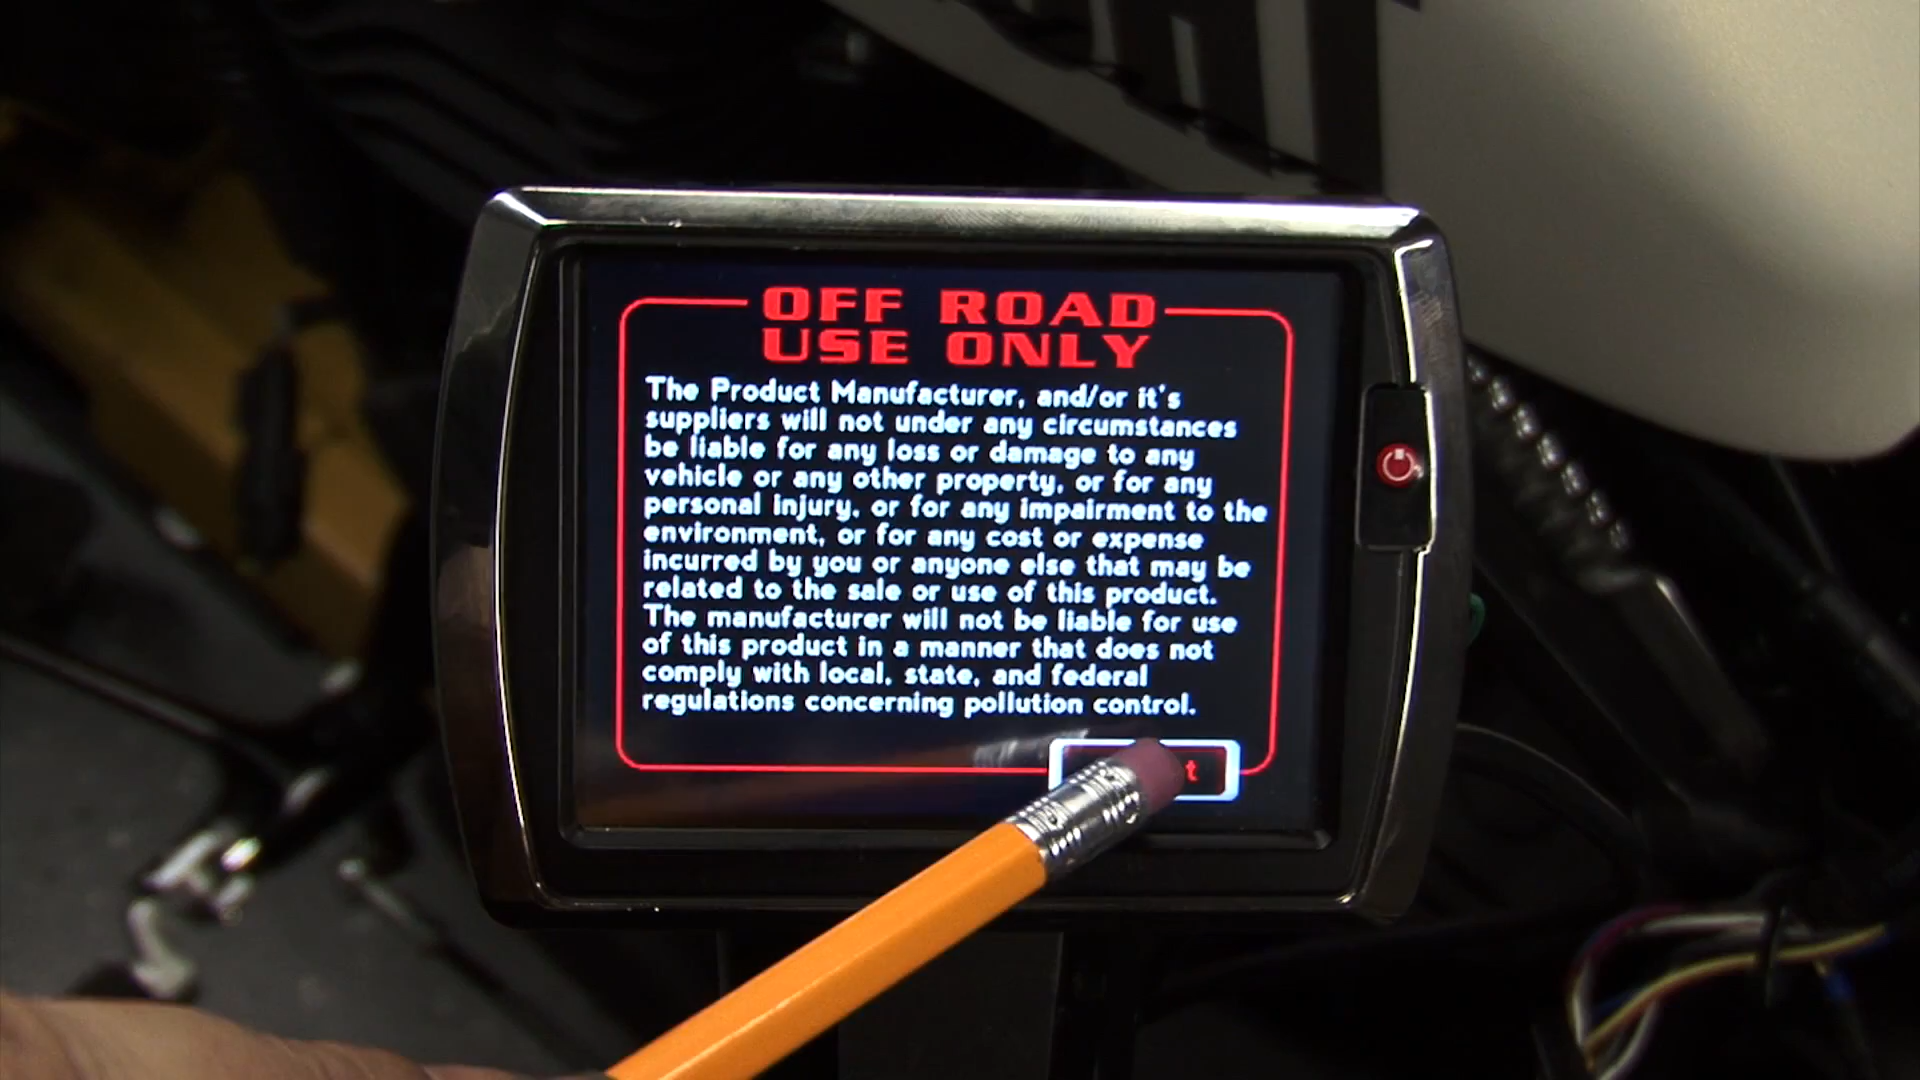 OFF ROAD
USE ONLY
The Product Manufacturer, and/or it's
suppliers will not under any circumstances
be liable for any loss or damage to any
vehicle or any other property, or for any
personal injury, or for any impairment to the
environment, or for any cost or expense
incurred by you or anyone else that may be
related to the sale or use of this product.
The manufacturer will not be liable for use
of this product in a manner that does not
comply with local, state, and federal
regulations concerning pollution control.